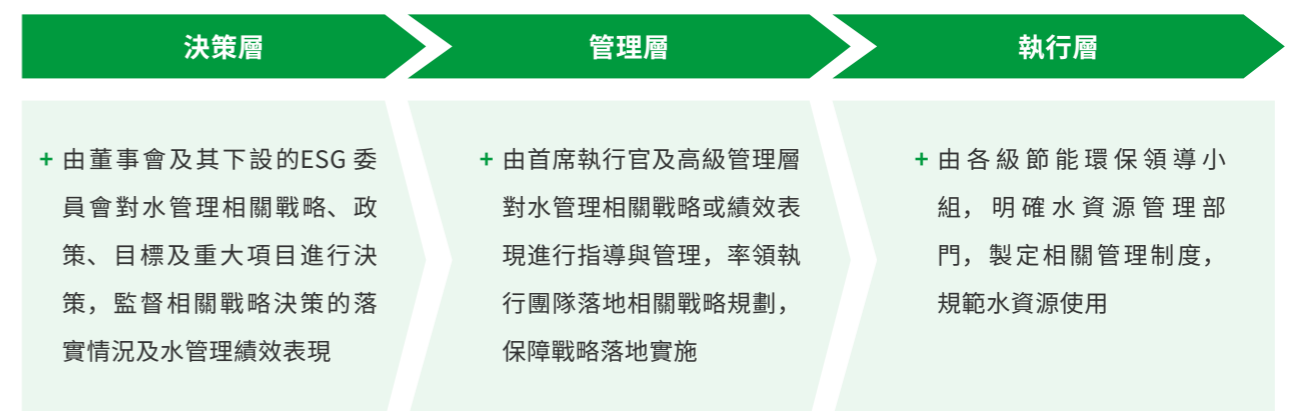 決策層
+ 由董事會及其下設的ESG 委
員會對水管理相關戰略、政
策、目標及重大項目進行決
策，監督相關戰略決策的落
實情況及水管理績效表現
管理層
+ 由首席執行官及高級管理層
對水管理相關戰略或績效表
現進行指導與管理，率領執
行團隊落地相關戰略規劃，
保障戰略落地實施
執行層
+ 由各級節能環保領導小
組，明確水資源管理部
門，製定相關管理制度，
規範水資源使用